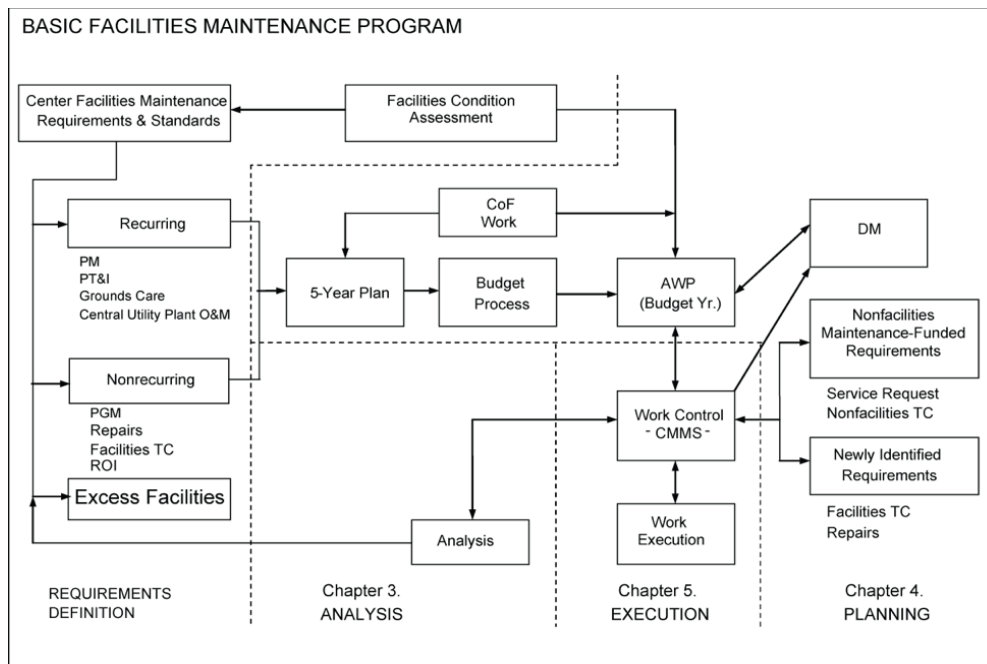 BASIC FACILITIES MAINTENANCE PROGRAM
Center Facilities Maintenance
Requirements & Standards
Facilities Condition
Assessment
Recurring
PM
PT&I
Grounds Care
Central Utility Plant O&M
CoF
Work
5-Year Plan
Budget
Process
AWP
(Budget Yr.)
DM
Nonfacilities
Maintenance-Funded
Requirements
Service Request
Nonfacilities TC
Nonrecurring
PGM
Repairs
Facilities TC
ROI
Excess Facilities
Work Control
- CMMS -
Newly Identified
Requirements
Facilities TC
Repairs
Analysis
Work
Execution
REQUIREMENTS
DEFINITION
Chapter 3.
ANALYSIS
Chapter 5.
EXECUTION
Chapter 4.
PLANNING